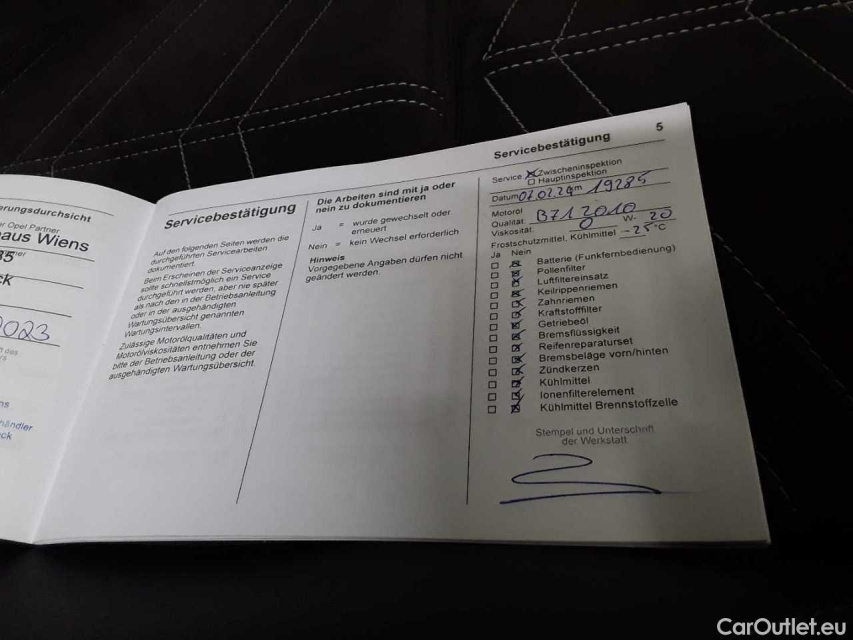 erungsdurchsicht
r Opel Partner
aus Wiens
35
ck
2023
ns
händler
ock
Servicebestätigung
Auf den folgenden Seiten werden die
durchgeführten Servicearbeiten
dokumentiert.
Beim Erscheinen der Serviceanzeige
sollte schnellstmöglich ein Service
durchgeführt werden, aber nie später
als nach den in der Betriebsanleitung
oder in der ausgehändigten
Wartungsübersicht genannten
Wartungsintervallen.
Zulässige Motorölqualitäten und
Motorölviskositäten entnehmen Sie
bitte der Betriebsanleitung oder der
ausgehändigten Wartungsübersicht.
Die Arbeiten sind mit ja oder
nein zu dokumentieren
Ja = wurde gewechselt oder
erneuert
Nein = kein Wechsel erforderlich
Hinweis
Vorgegebene Angaben dürfen nicht
geändert werden.
Servicebestätigung 5
Service Zwischeninspektion
Hauptinspektion
Datum 01.02.24 km 19285
Motoröl
Qualität: B71 2010
Viskosität: 0 W- 20
Frostschutzmittel, Kühlmittel -25 °C
Ja Nein
Batterie (Funkfernbedienung)
Pollenfilter
Luftfiltereinsatz
Keilrippenriemen
Zahnriemen
Kraftstofffilter
Getriebeöl
Bremsflüssigkeit
Reifenreparaturset
Bremsbeläge vorn/hinten
Zündkerzen
Kühlmittel
Ionenfilterelement
Kühlmittel Brennstoffzelle
Stempel und Unterschrift
der Werkstatt
CarOutlet.eu